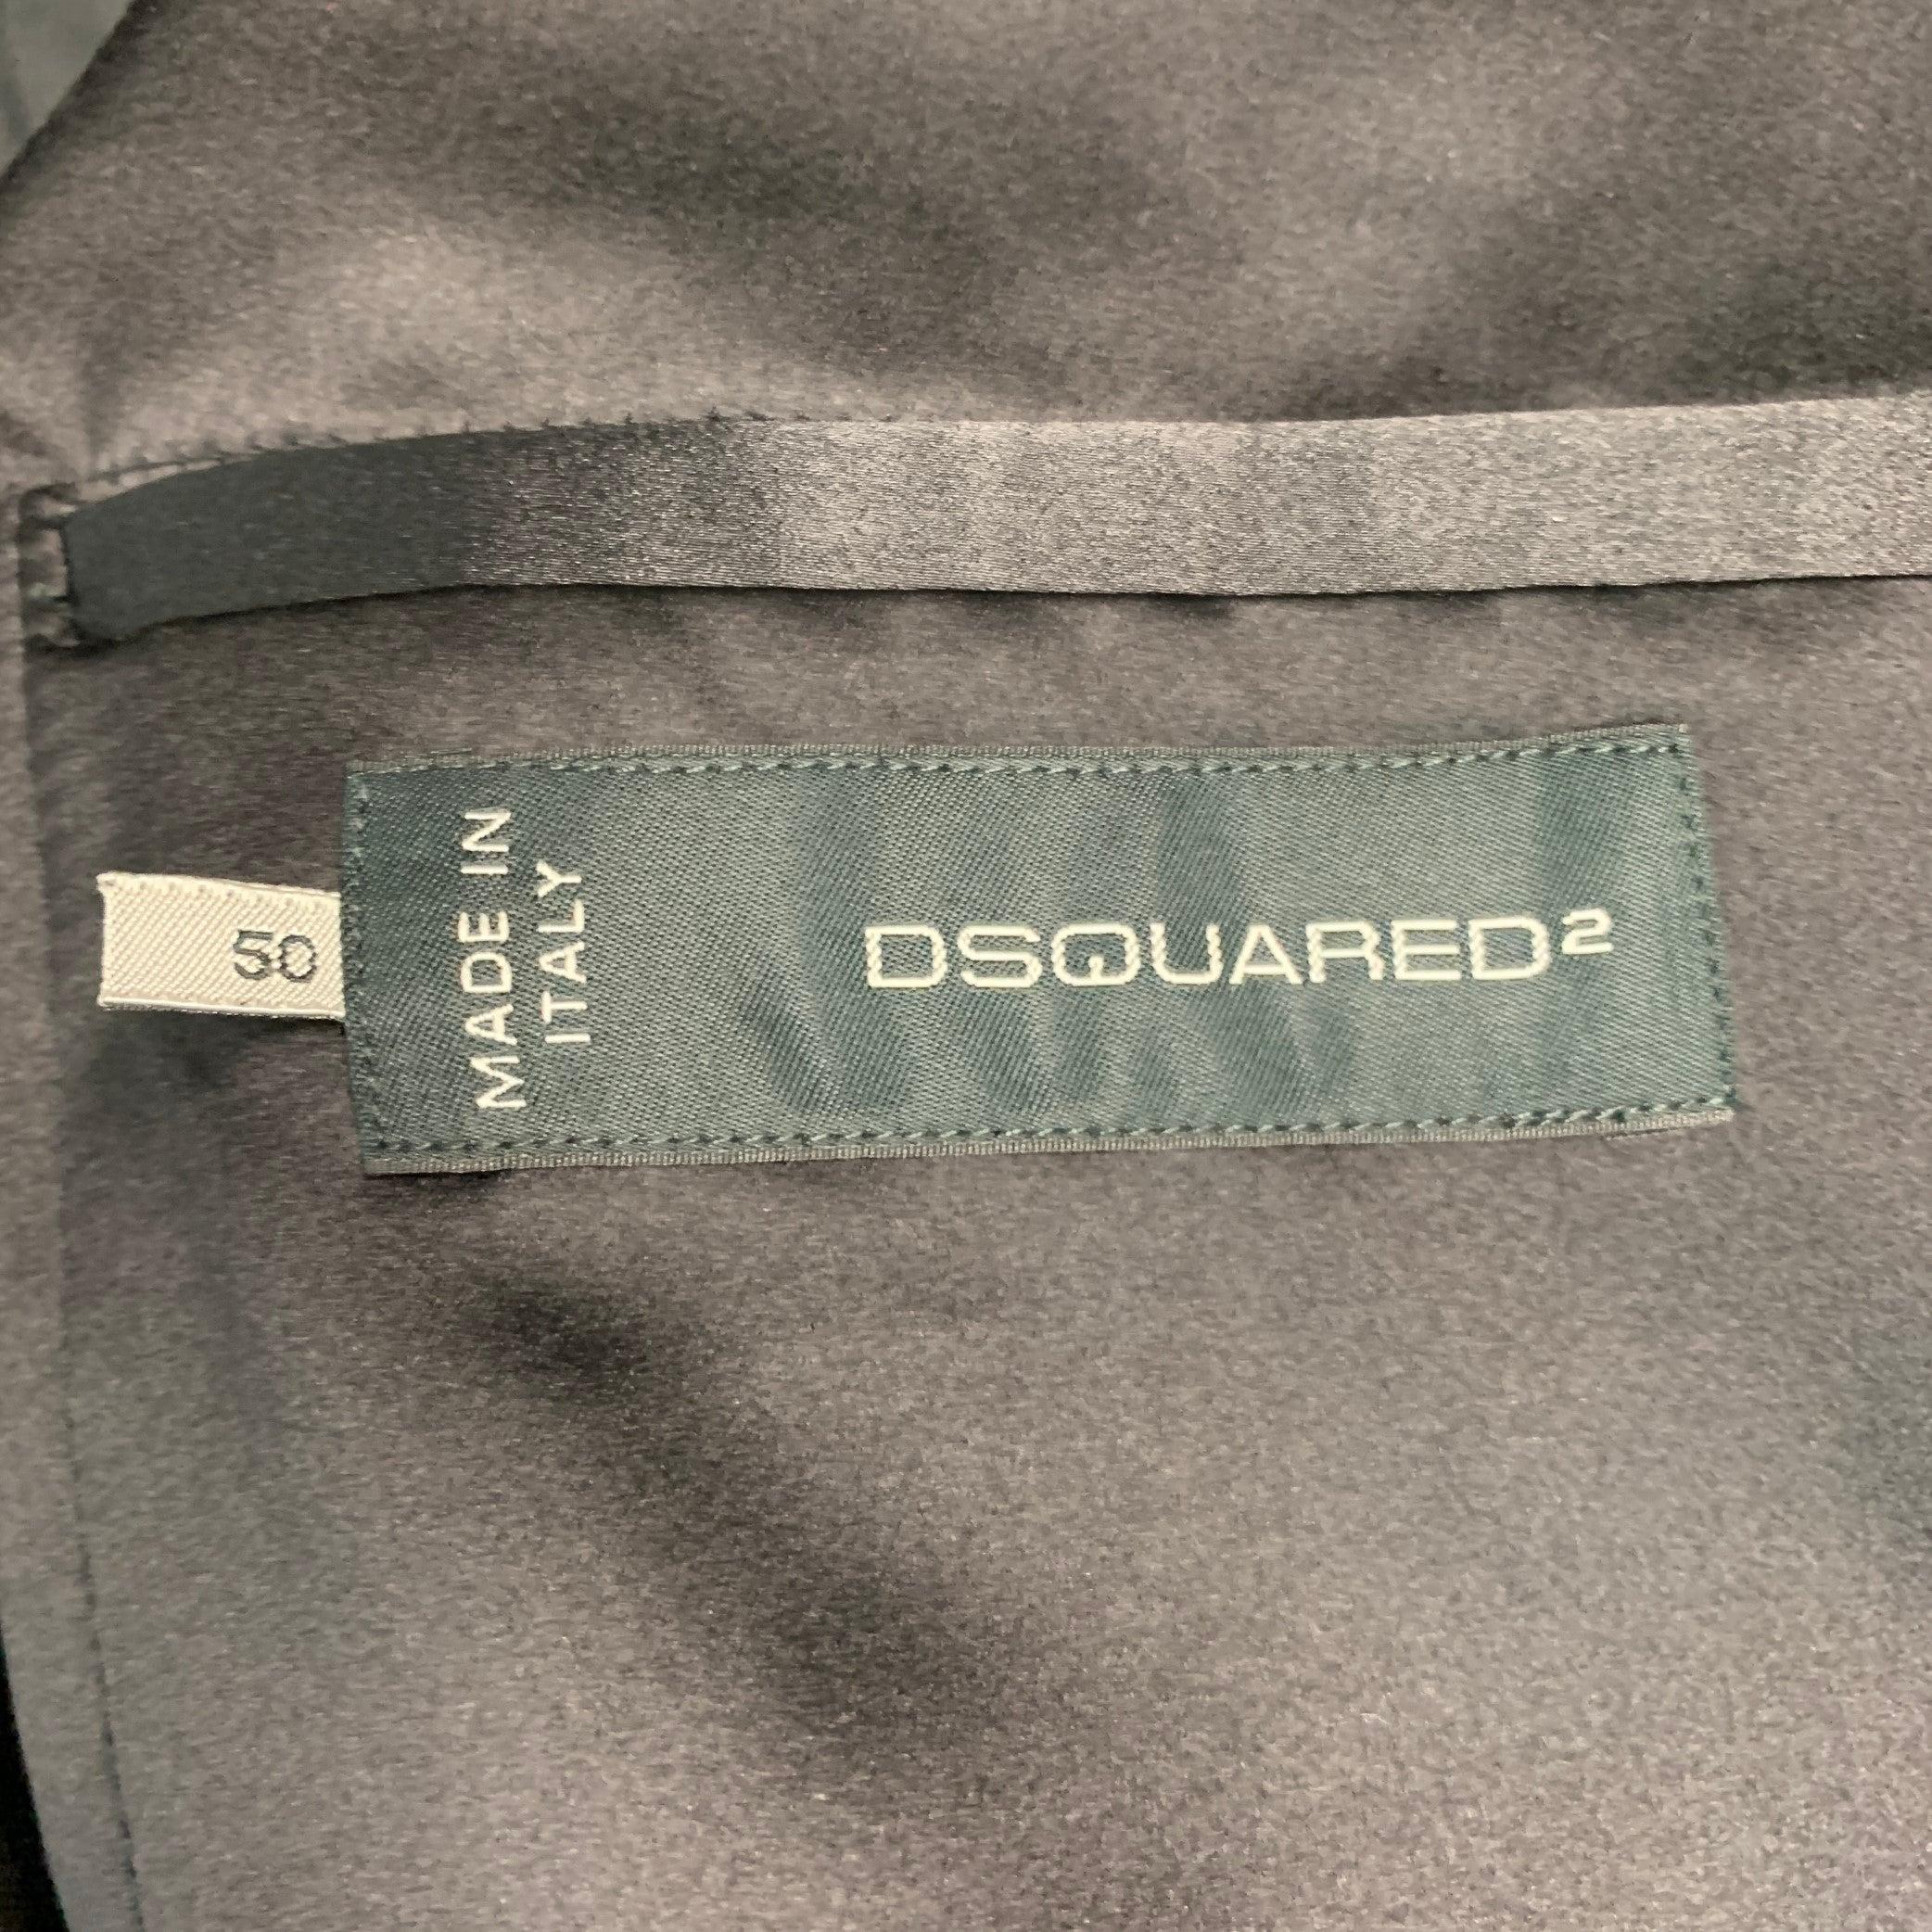 50
MADE IN
ITALY
DSQUARED²